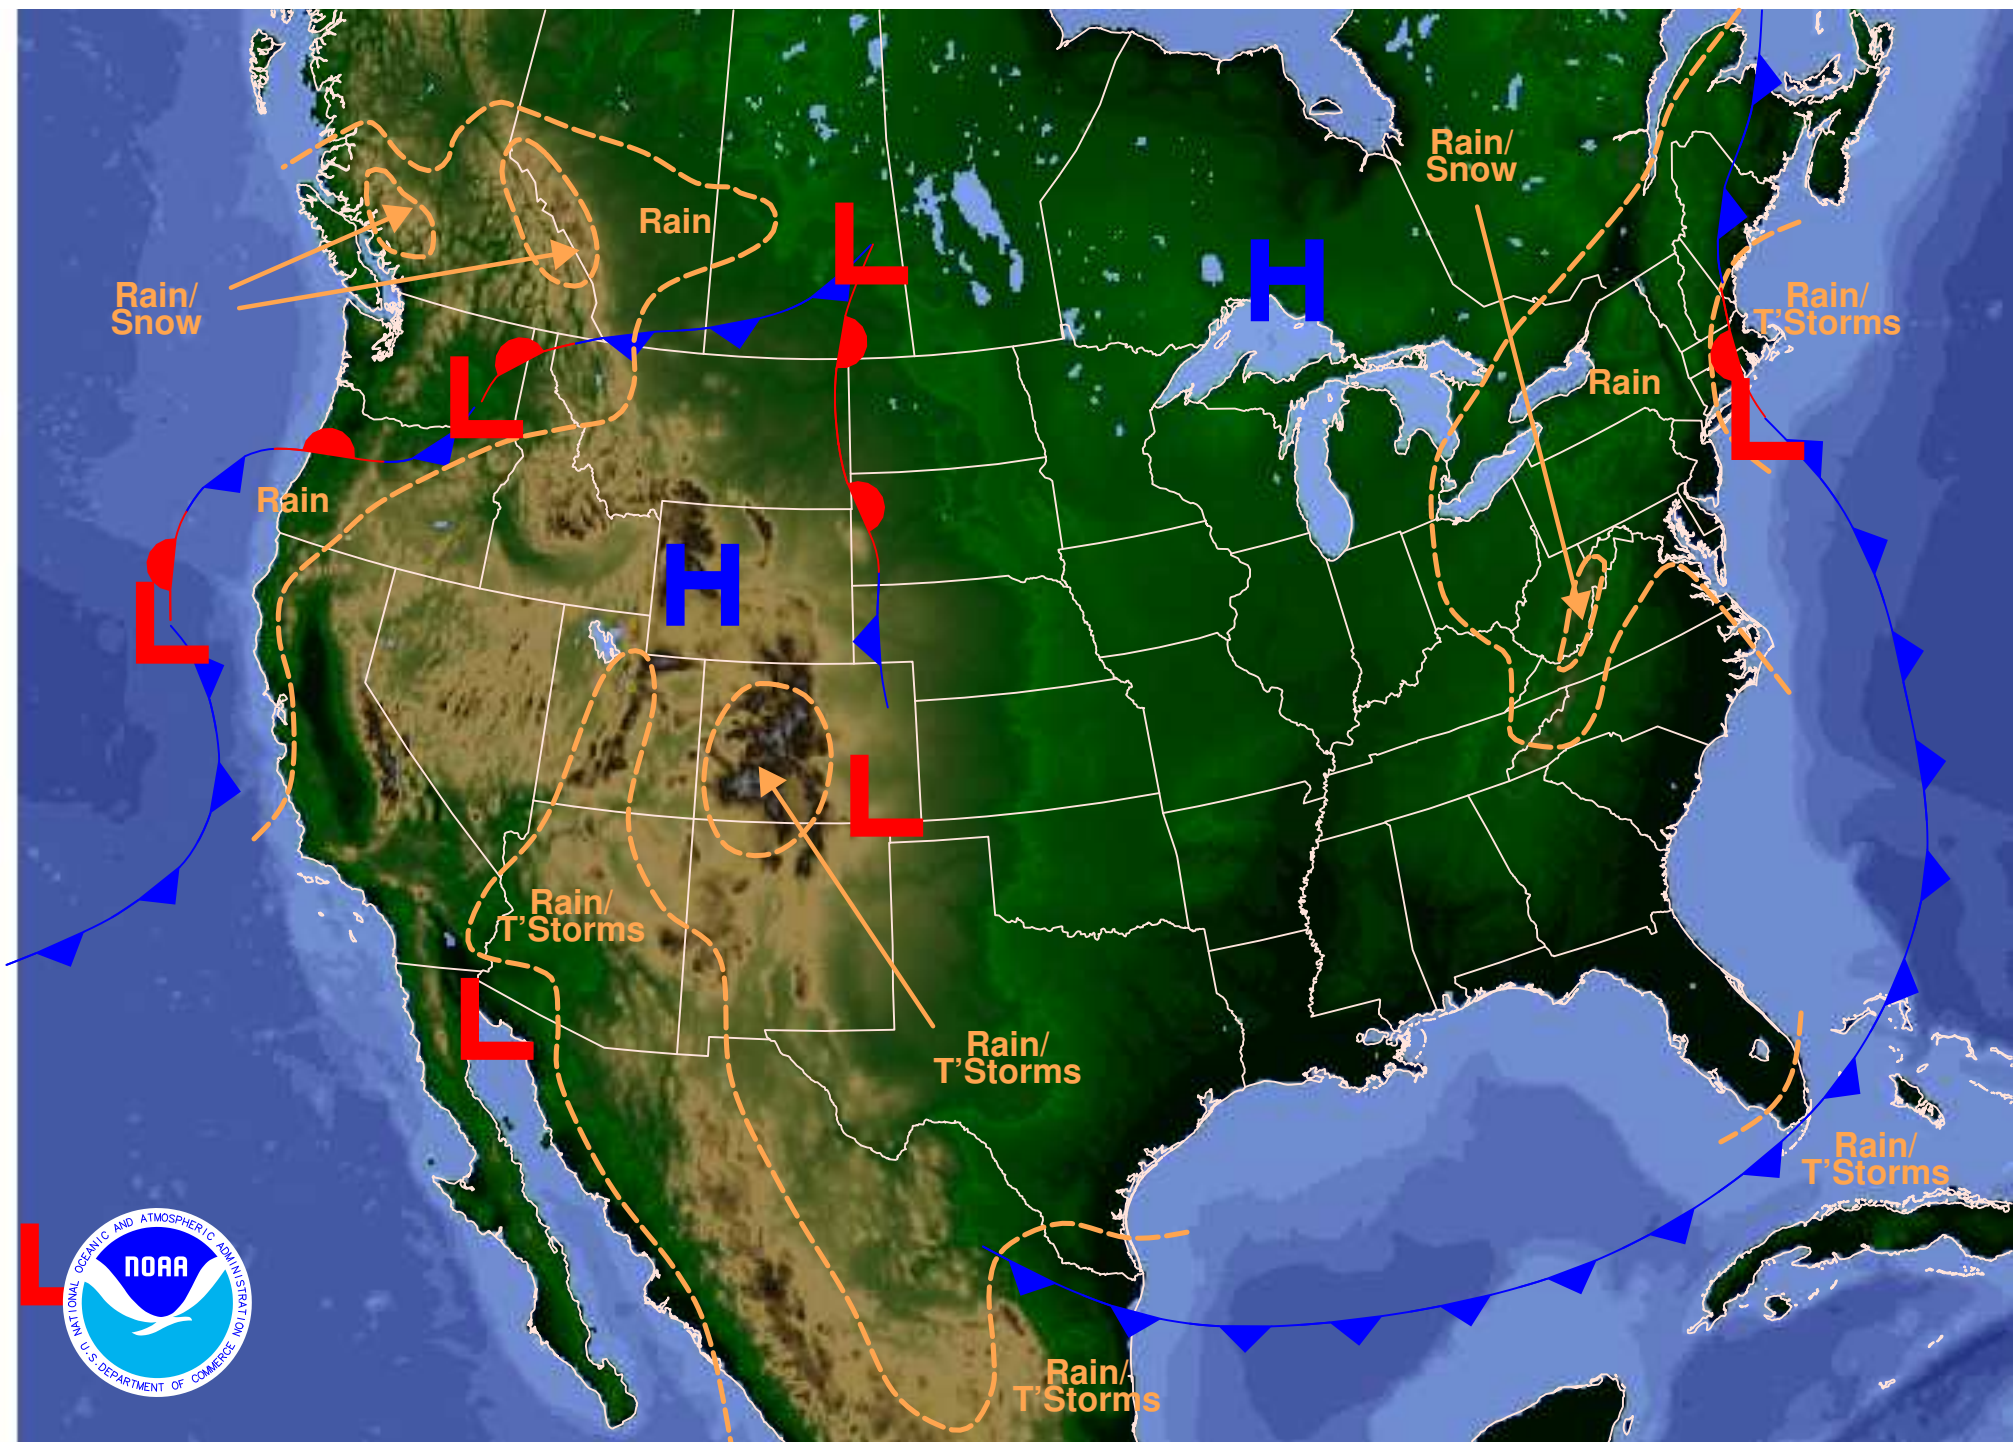 Rain/
Snow
Rain
L
H
Rain/
Snow
Rain/
T'Storms
L
Rain
L
Rain
H
L
L
Rain/
T'Storms
L
Rain/
T'Storms
Rain/
T'Storms
L
NATIONAL OCEANIC AND ATMOSPHERIC ADMINISTRATION
NOAA
U.S. DEPARTMENT OF COMMERCE
Rain/
T'Storms